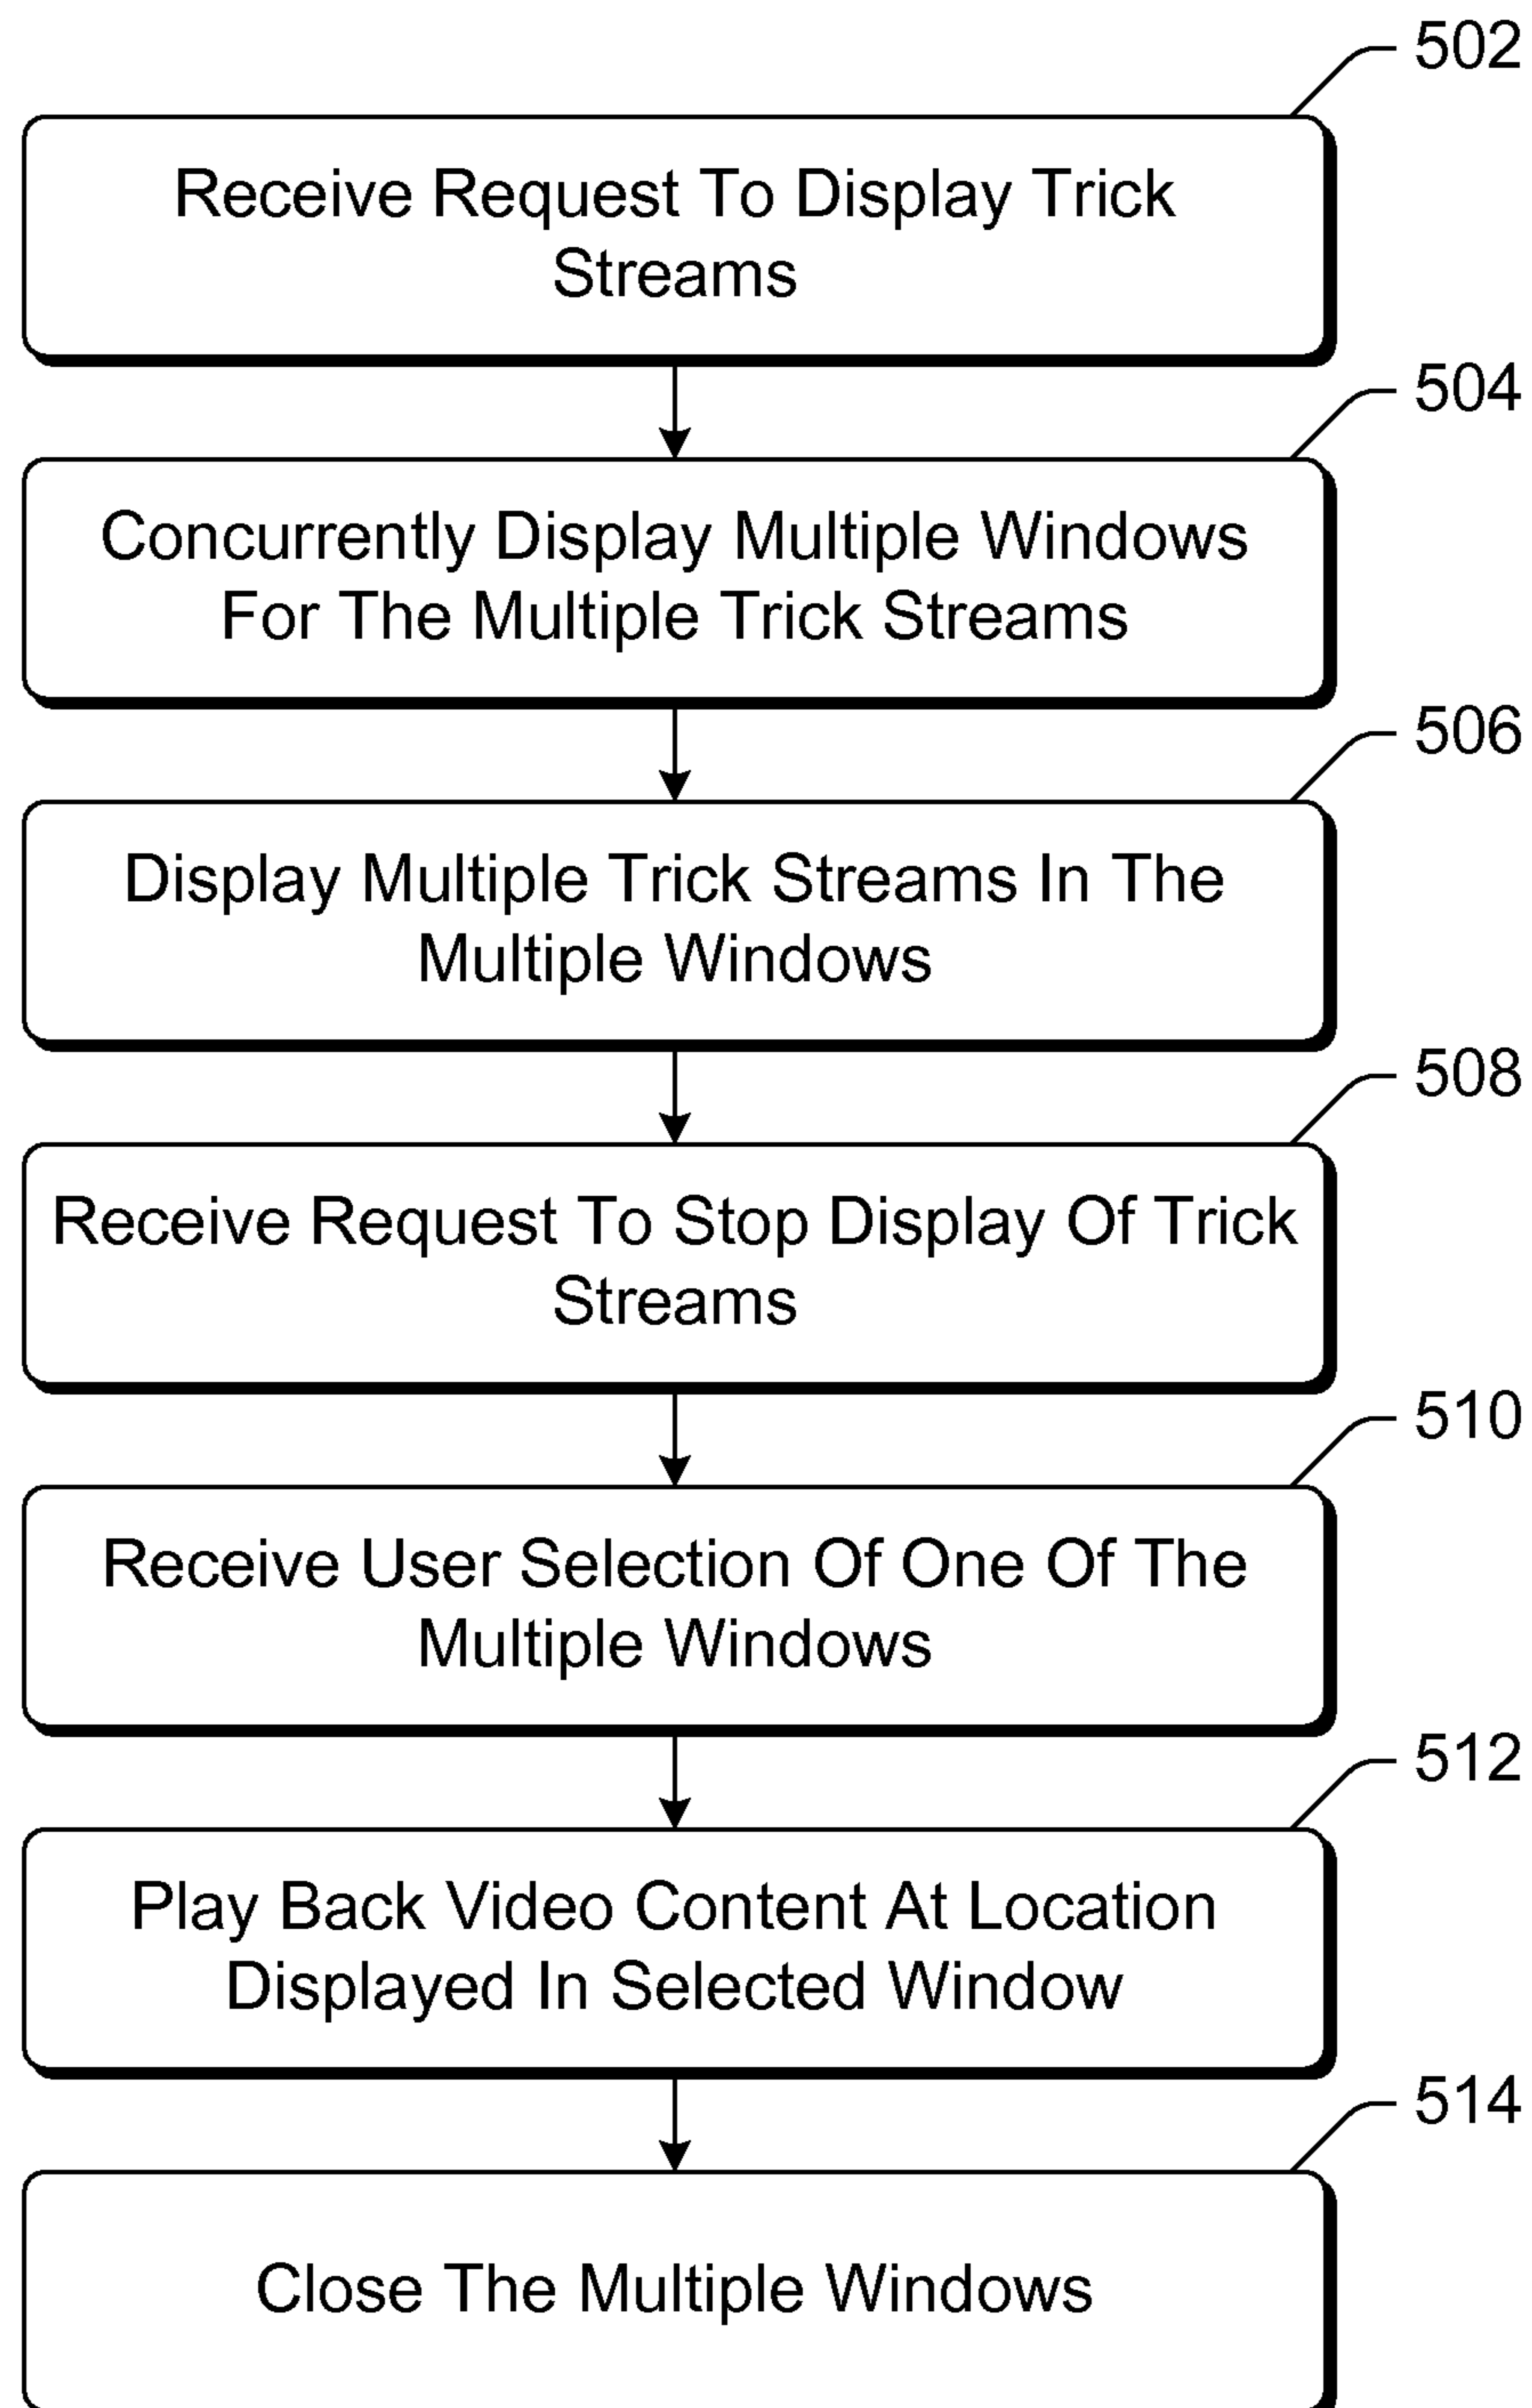 502
Receive Request To Display Trick
Streams
504
Concurrently Display Multiple Windows
For The Multiple Trick Streams
506
Display Multiple Trick Streams In The
Multiple Windows
508
Receive Request To Stop Display Of Trick
Streams
510
Receive User Selection Of One Of The
Multiple Windows
512
Play Back Video Content At Location
Displayed In Selected Window
514
Close The Multiple Windows